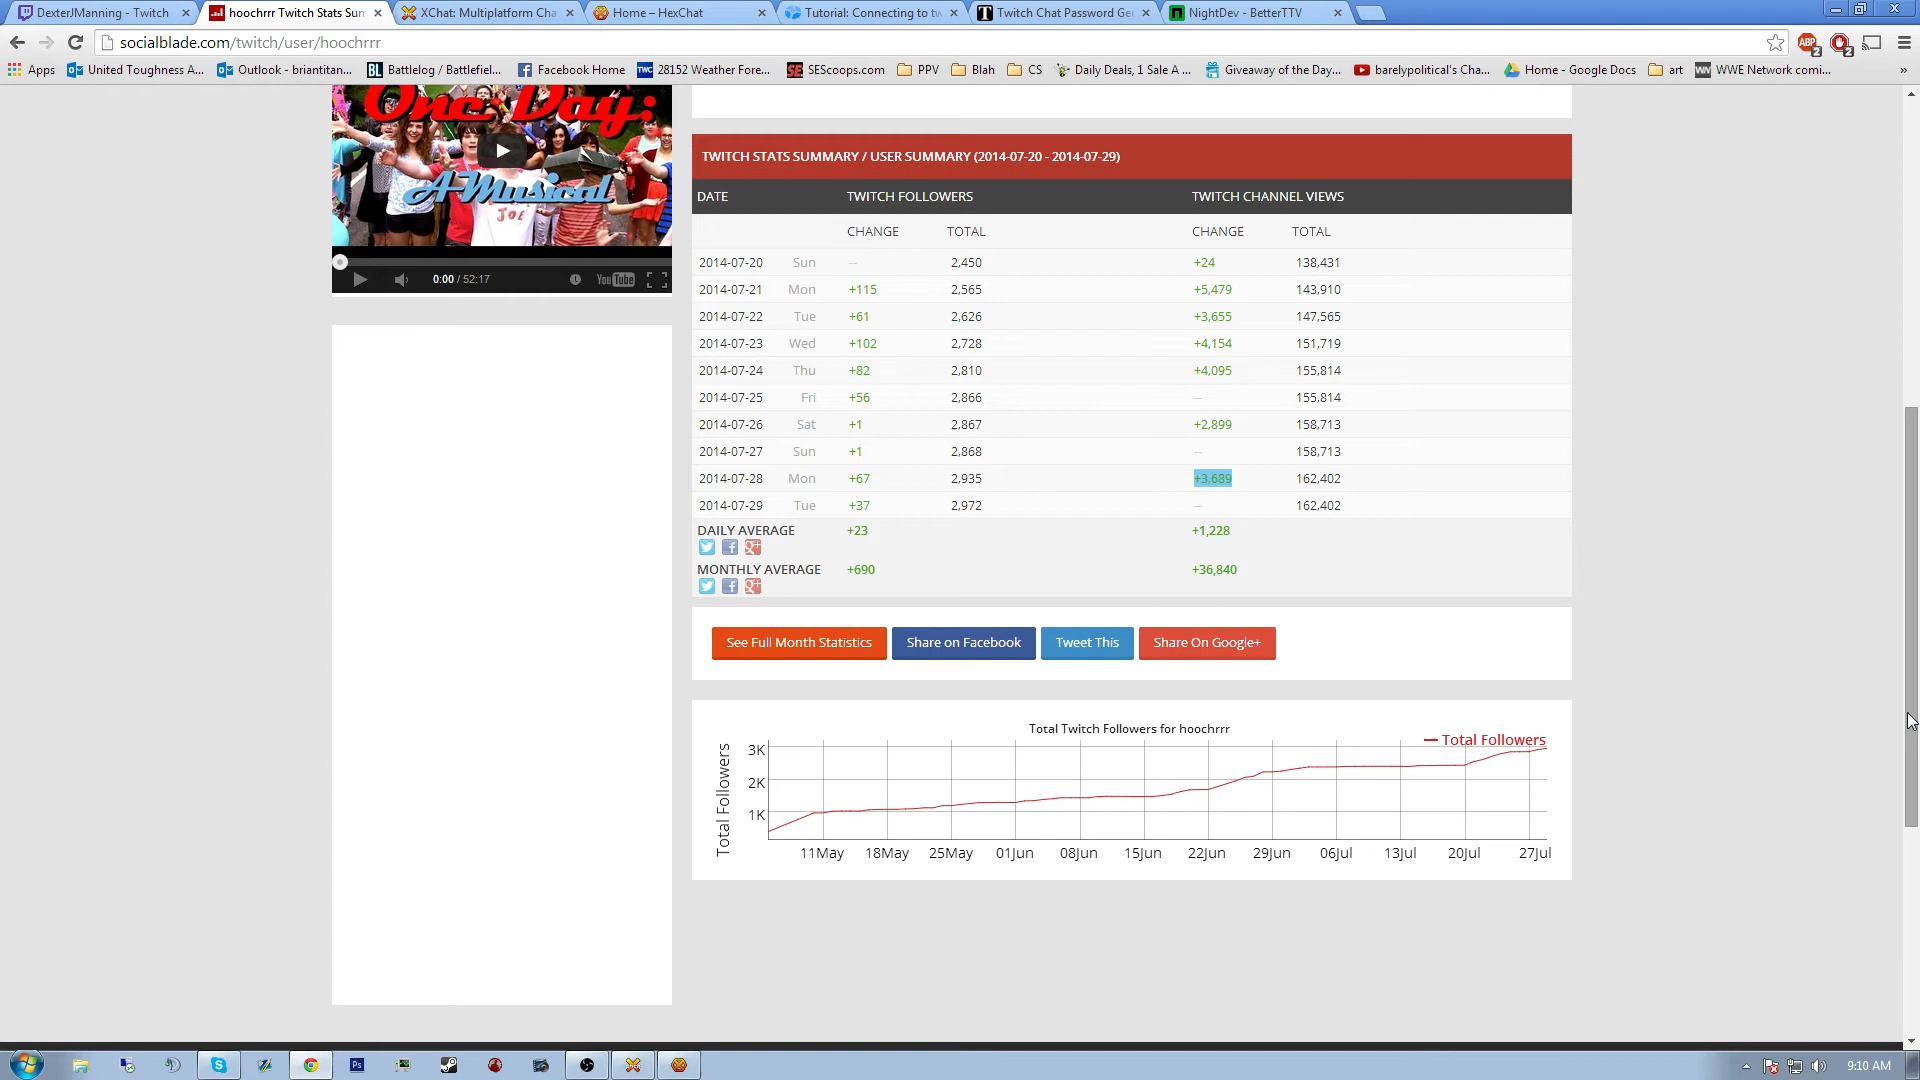 DexterJManning - Twitch
hoochrrr Twitch Stats Sum
XChat: Multiplatform Cha
Home – HexChat
Tutorial: Connecting to tw
Twitch Chat Password Ge
NightDev - BetterTTV
socialblade.com/twitch/user/hoochrrr
Apps
United Toughness A...
Outlook - briantitan...
Battlelog / Battlefiel...
Facebook Home
28152 Weather Fore...
SEScoops.com
PPV
Blah
CS
Daily Deals, 1 Sale A ...
Giveaway of the Day...
barelypolitical's Cha...
Home - Google Docs
art
WWE Network comi...
One Day:
A Musical
JOE
0:00 / 52:17
YouTube
TWITCH STATS SUMMARY / USER SUMMARY (2014-07-20 - 2014-07-29)
DATE TWITCH FOLLOWERS TWITCH CHANNEL VIEWS
CHANGE TOTAL CHANGE TOTAL
2014-07-20 Sun -- 2,450 +24 138,431
2014-07-21 Mon +115 2,565 +5,479 143,910
2014-07-22 Tue +61 2,626 +3,655 147,565
2014-07-23 Wed +102 2,728 +4,154 151,719
2014-07-24 Thu +82 2,810 +4,095 155,814
2014-07-25 Fri +56 2,866 -- 155,814
2014-07-26 Sat +1 2,867 +2,899 158,713
2014-07-27 Sun +1 2,868 -- 158,713
2014-07-28 Mon +67 2,935 +3,689 162,402
2014-07-29 Tue +37 2,972 -- 162,402
DAILY AVERAGE +23 +1,228
MONTHLY AVERAGE +690 +36,840
See Full Month Statistics
Share on Facebook
Tweet This
Share On Google+
Total Twitch Followers for hoochrrr
Total Followers
Total Followers
3K
2K
1K
11May 18May 25May 01Jun 08Jun 15Jun 22Jun 29Jun 06Jul 13Jul 20Jul 27Jul
9:10 AM